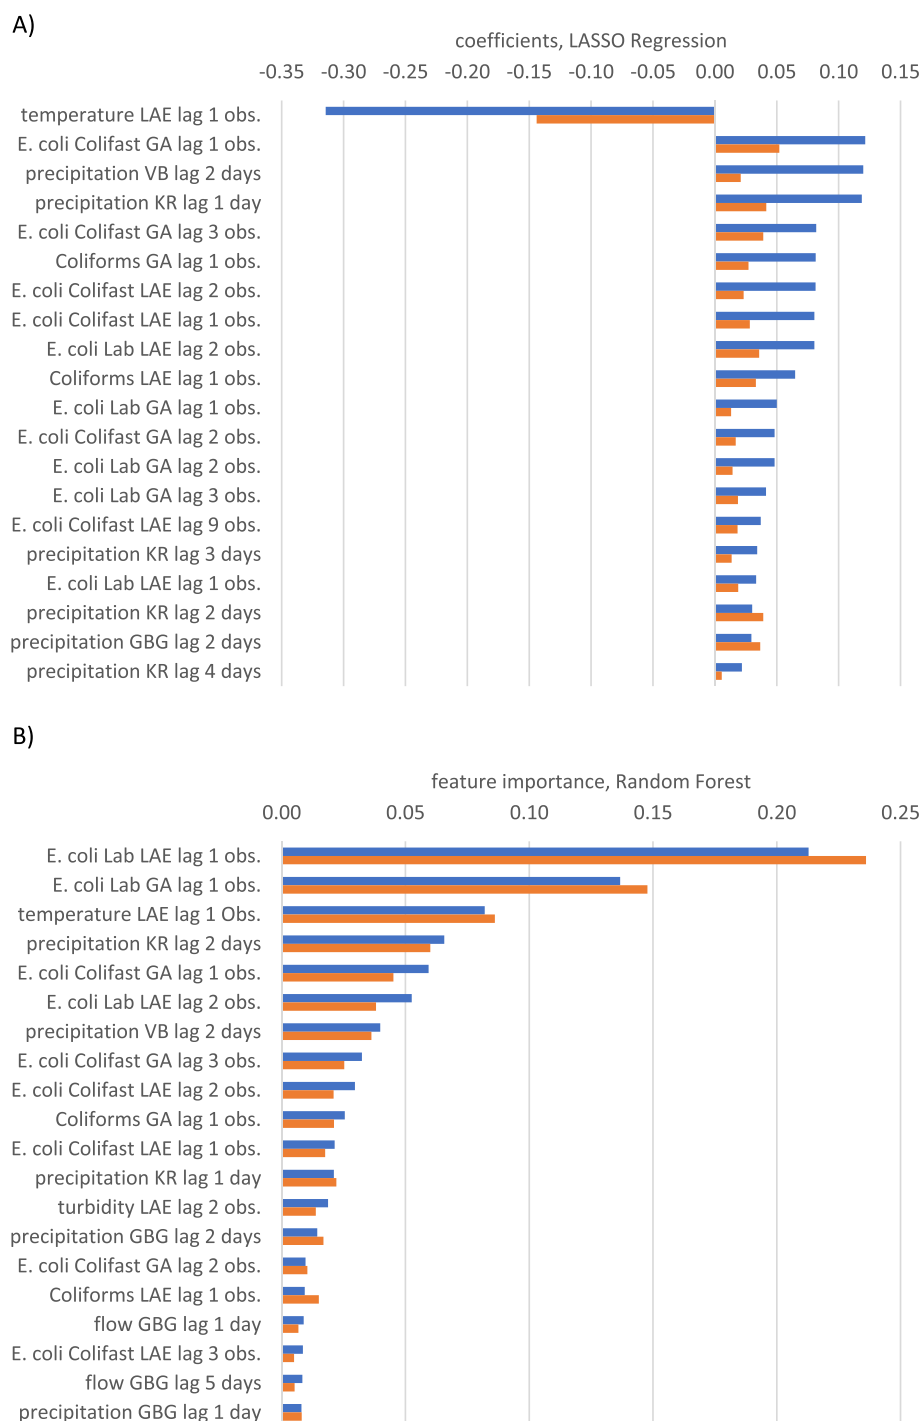 A)
coefficients, LASSO Regression
-0.35 -0.30 -0.25 -0.20 -0.15 -0.10 -0.05 0.00 0.05 0.10 0.15
temperature LAE lag 1 obs.
E. coli Colifast GA lag 1 obs.
precipitation VB lag 2 days
precipitation KR lag 1 day
E. coli Colifast GA lag 3 obs.
Coliforms GA lag 1 obs.
E. coli Colifast LAE lag 2 obs.
E. coli Colifast LAE lag 1 obs.
E. coli Lab LAE lag 2 obs.
Coliforms LAE lag 1 obs.
E. coli Lab GA lag 1 obs.
E. coli Colifast GA lag 2 obs.
E. coli Lab GA lag 2 obs.
E. coli Lab GA lag 3 obs.
E. coli Colifast LAE lag 9 obs.
precipitation KR lag 3 days
E. coli Lab LAE lag 1 obs.
precipitation KR lag 2 days
precipitation GBG lag 2 days
precipitation KR lag 4 days
B)
feature importance, Random Forest
0.00 0.05 0.10 0.15 0.20 0.25
E. coli Lab LAE lag 1 obs.
E. coli Lab GA lag 1 obs.
temperature LAE lag 1 Obs.
precipitation KR lag 2 days
E. coli Colifast GA lag 1 obs.
E. coli Lab LAE lag 2 obs.
precipitation VB lag 2 days
E. coli Colifast GA lag 3 obs.
E. coli Colifast LAE lag 2 obs.
Coliforms GA lag 1 obs.
E. coli Colifast LAE lag 1 obs.
precipitation KR lag 1 day
turbidity LAE lag 2 obs.
precipitation GBG lag 2 days
E. coli Colifast GA lag 2 obs.
Coliforms LAE lag 1 obs.
flow GBG lag 1 day
E. coli Colifast LAE lag 3 obs.
flow GBG lag 5 days
precipitation GBG lag 1 day